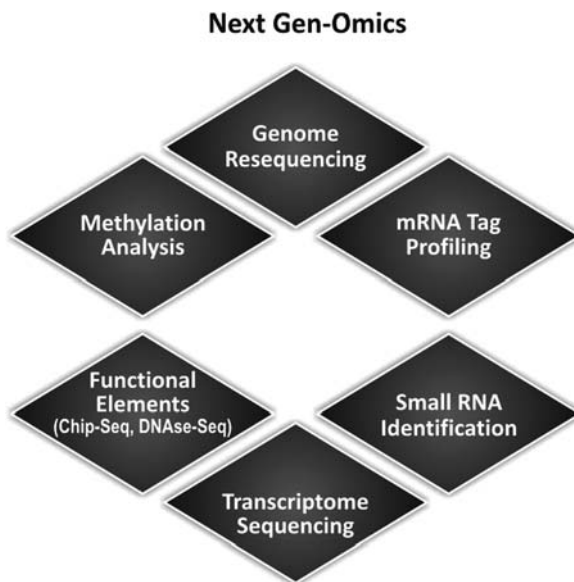 Next Gen-Omics
Genome
Resequencing
Methylation
Analysis
mRNA Tag
Profiling
Functional
Elements
(Chip-Seq, DNAse-Seq)
Small RNA
Identification
Transcriptome
Sequencing